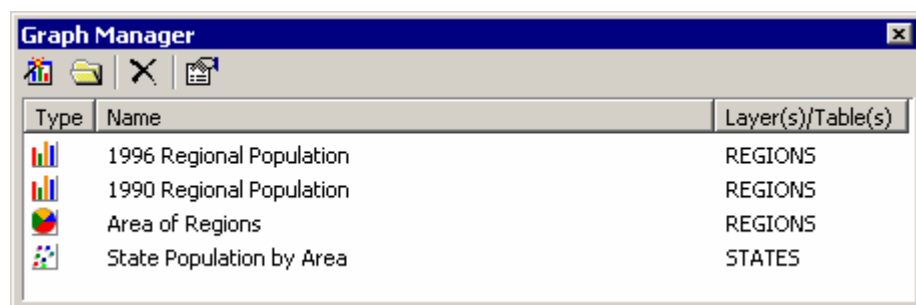 Graph Manager
Type Name Layer(s)/Table(s)
1996 Regional Population REGIONS
1990 Regional Population REGIONS
Area of Regions REGIONS
State Population by Area STATES